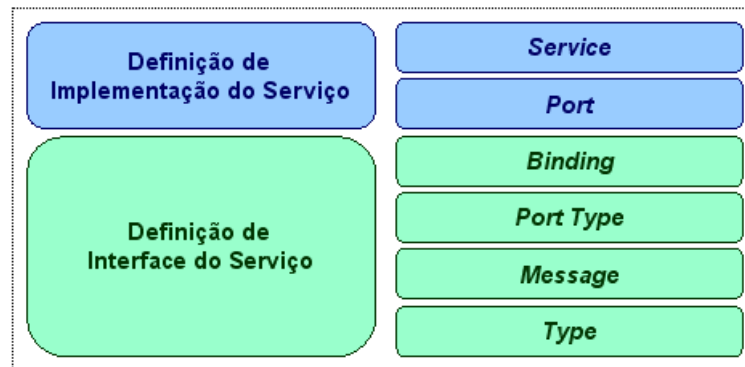 Definição de
Implementação do Serviço
Service
Port
Definição de
Interface do Serviço
Binding
Port Type
Message
Type